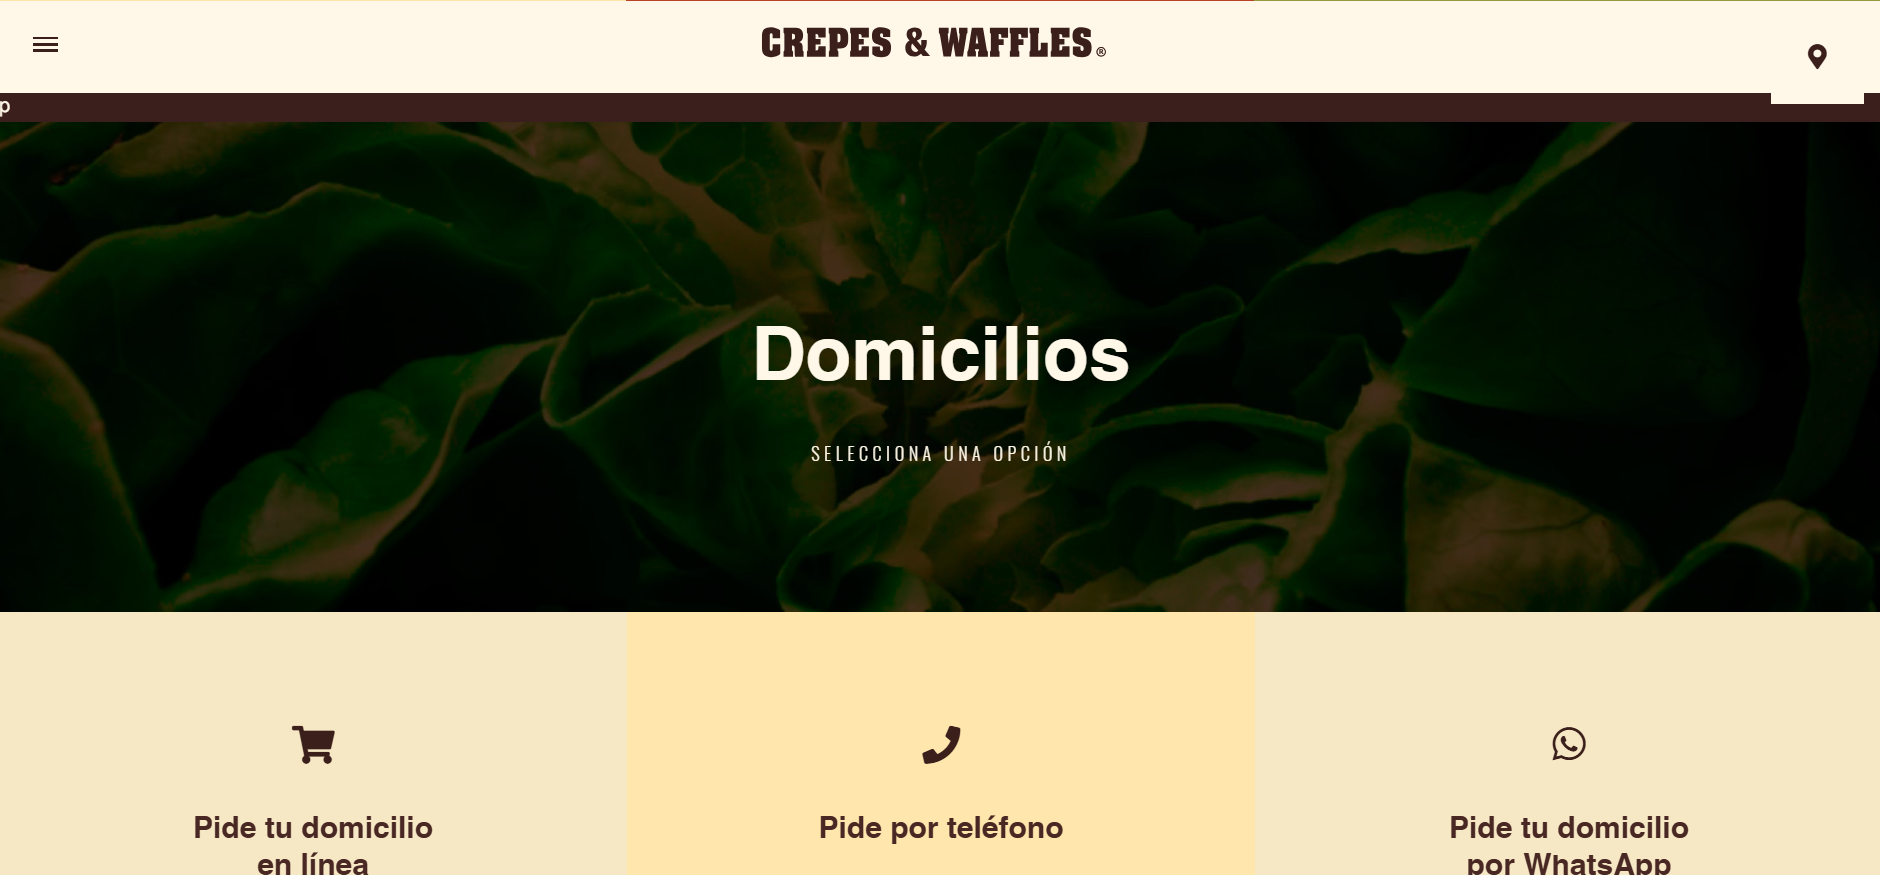 CREPES & WAFFLES®
p
Domicilios
SELECCIONA UNA OPCIÓN
Pide tu domicilio
en línea
Pide por teléfono
Pide tu domicilio
por WhatsApp